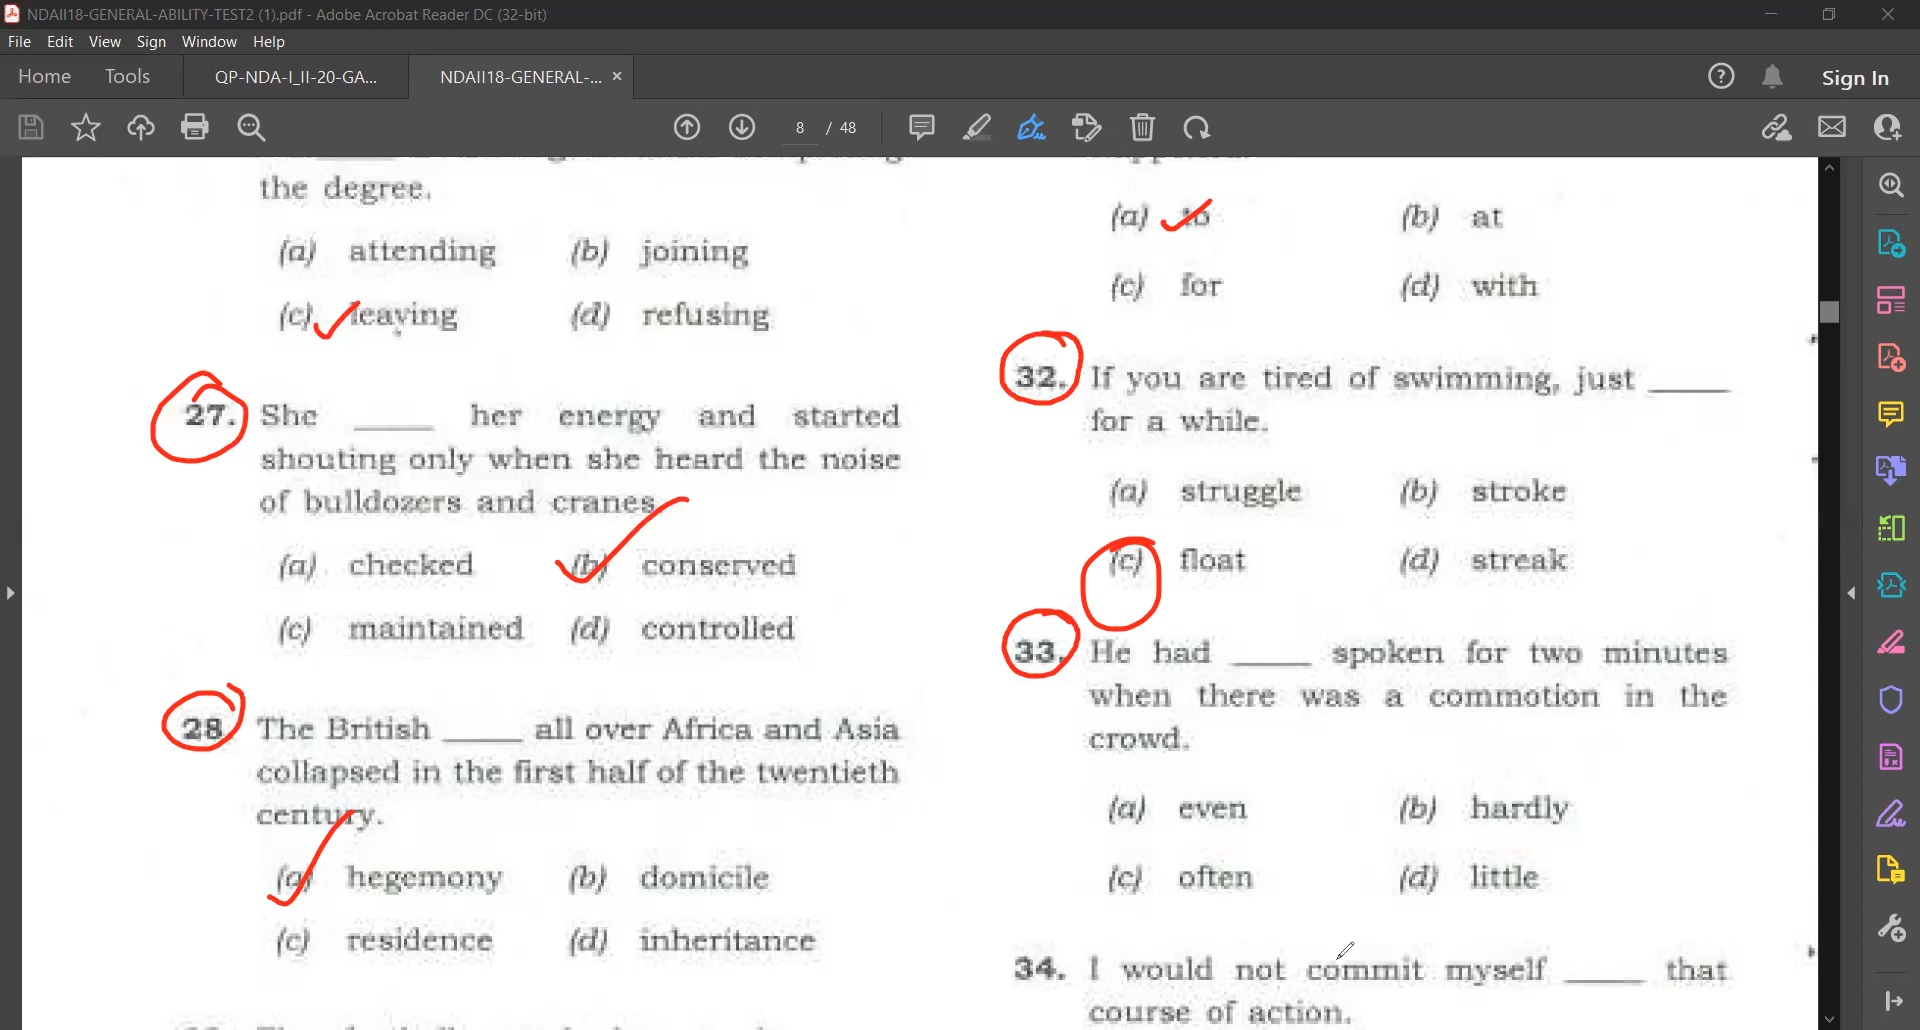 NDAII18-GENERAL-ABILITY-TEST2 (1).pdf - Adobe Acrobat Reader DC (32-bit)
File Edit View Sign Window Help
Home Tools QP-NDA-I_II-20-GA... NDAII18-GENERAL-... × Sign In
8 / 48
the degree.
(a) attending (b) joining
(c) leaving (d) refusing
27. She _____ her energy and started
shouting only when she heard the noise
of bulldozers and cranes.
(a) checked (b) conserved
(c) maintained (d) controlled
28. The British _____ all over Africa and Asia
collapsed in the first half of the twentieth
century.
(a) hegemony (b) domicile
(c) residence (d) inheritance
(a) to (b) at
(c) for (d) with
32. If you are tired of swimming, just _____
for a while.
(a) struggle (b) stroke
(c) float (d) streak
33. He had _____ spoken for two minutes
when there was a commotion in the
crowd.
(a) even (b) hardly
(c) often (d) little
34. I would not commit myself _____ that
course of action.